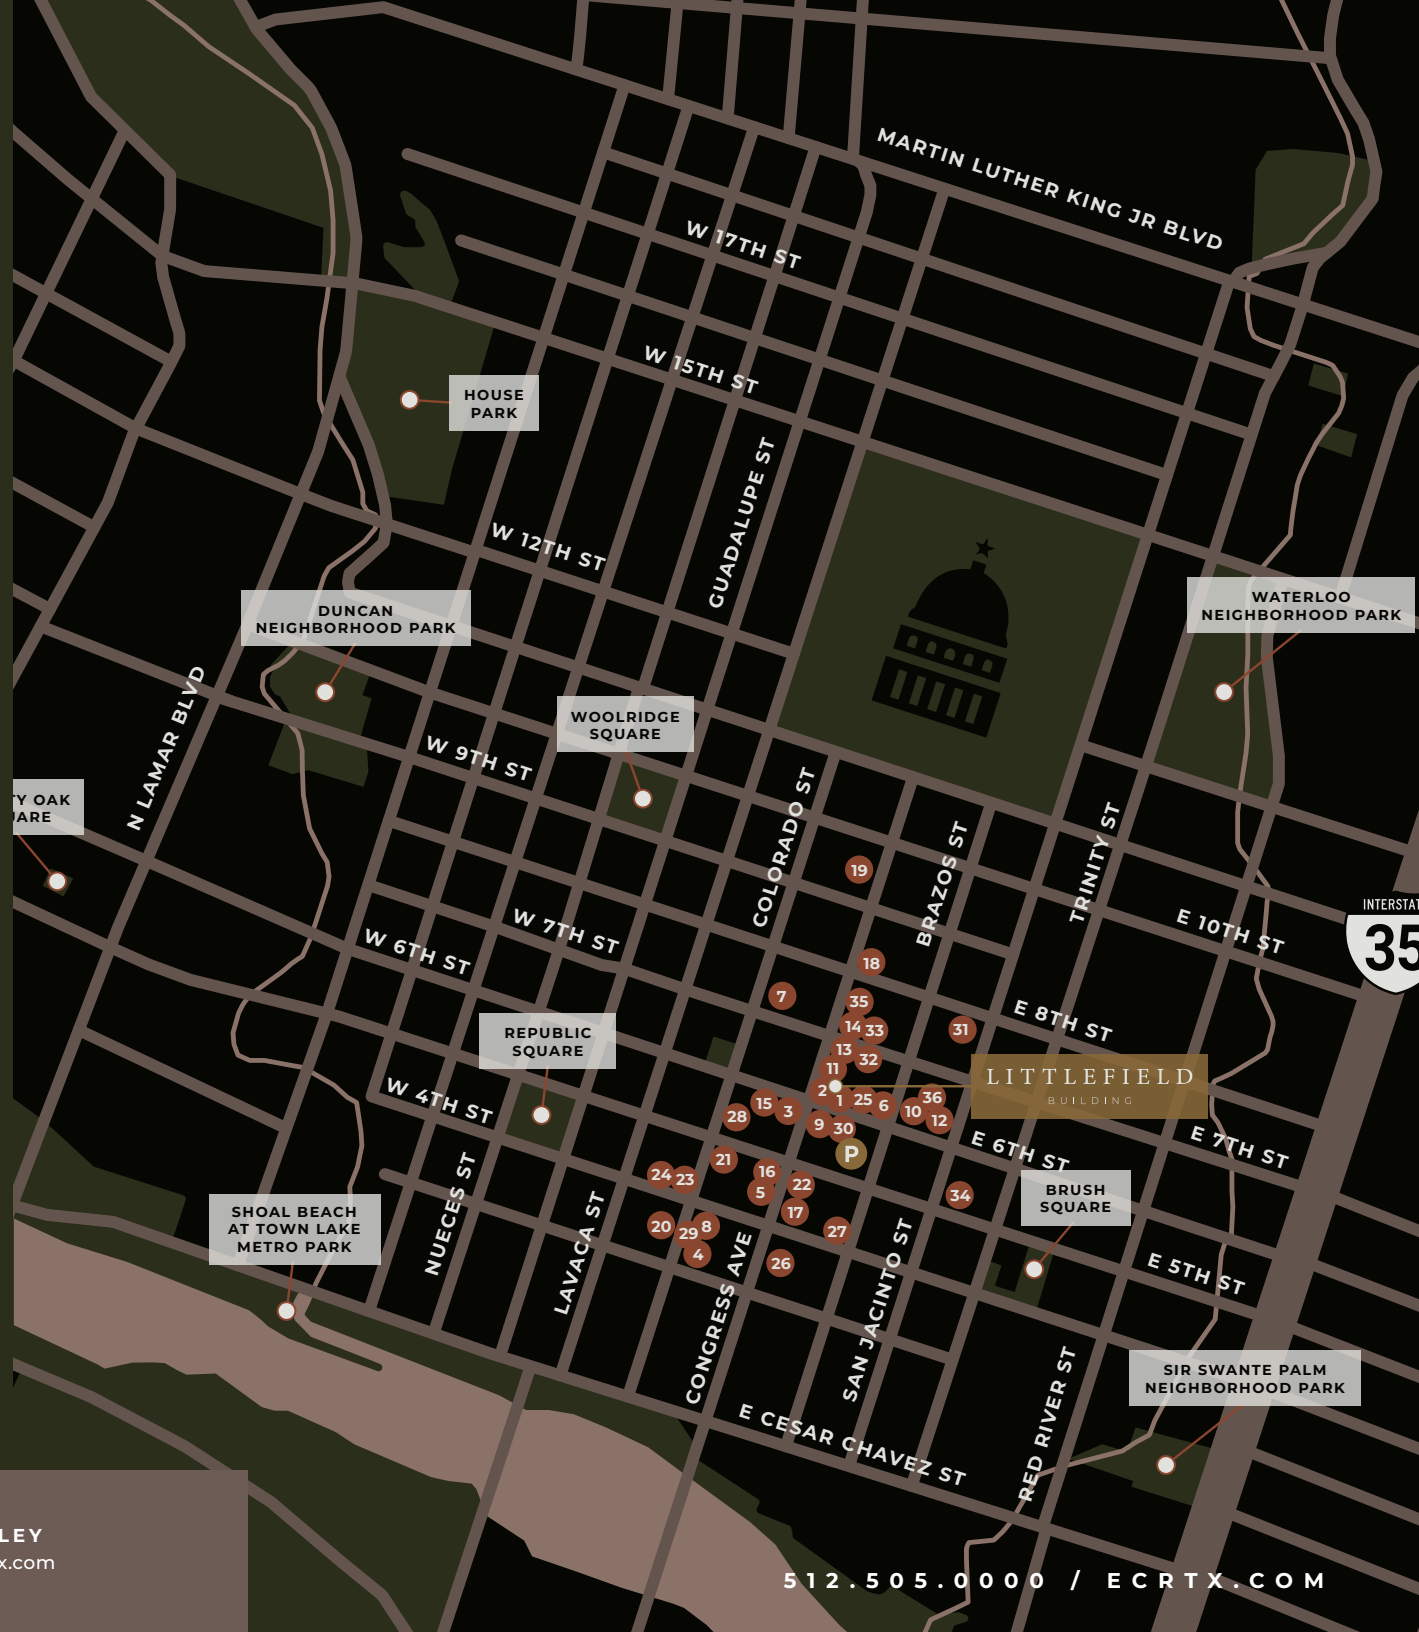 MARTIN LUTHER KING JR BLVD
W 17TH ST
W 15TH ST
HOUSE
PARK
GUADALUPE ST
W 12TH ST
DUNCAN
NEIGHBORHOOD PARK
WATERLOO
NEIGHBORHOOD PARK
N LAMAR BLVD
WOOLRIDGE
SQUARE
W 9TH ST
TY OAK
UARE
COLORADO ST
BRAZOS ST
TRINITY ST
19
INTERSTAT
35
W 7TH ST
W 6TH ST
E 10TH ST
18
7
35
14
33
31
E 8TH ST
13
32
11
REPUBLIC
SQUARE
LITTLEFIELD
BUILDING
W 4TH ST
2
1
25
6
36
10
12
15
3
28
9
30
P
E 6TH ST
E 7TH ST
21
24
23
16
5
22
17
34
BRUSH
SQUARE
NUECES ST
LAVACA ST
SHOAL BEACH
AT TOWN LAKE
METRO PARK
20
29
8
4
27
26
E 5TH ST
CONGRESS AVE
SAN JACINTO ST
RED RIVER ST
SIR SWANTE PALM
NEIGHBORHOOD PARK
E CESAR CHAVEZ ST
LEY
x.com
512.505.0000 / ECRTX.COM